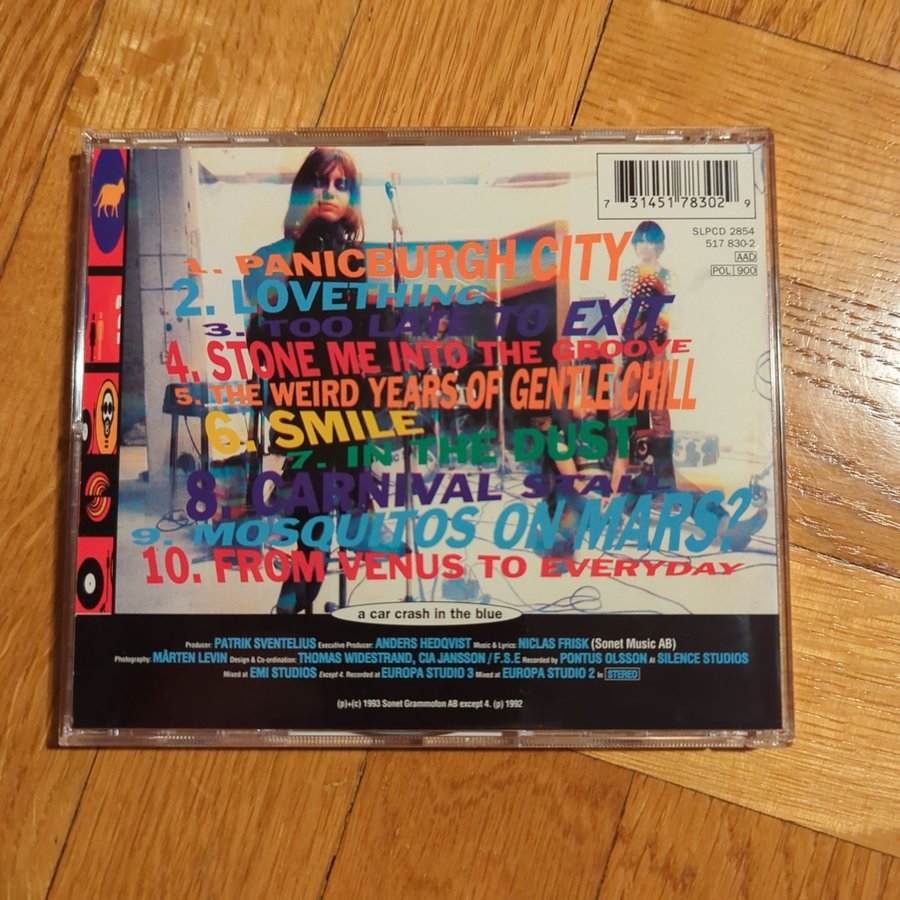 7 31451 78302 9
SLPCD 2854
517 830-2
AAD
POL 900
1. PANICBURGH CITY
2. LOVETHING
3. TOO LATE TO EXIT
4. STONE ME INTO THE GROOVE
5. THE WEIRD YEARS OF GENTLE CHILL
6. SMILE
7. IN THE DUST
8. CARNIVAL STALL
9. MOSQUITOS ON MARS?
10. FROM VENUS TO EVERYDAY
a car crash in the blue
Producer: PATRIK SVENTELIUS Executive Producer: ANDERS HEDQVIST Music & Lyrics: NICLAS FRISK (Sonet Music AB)
Photography: MÅRTEN LEVIN Design & Co-ordination: THOMAS WIDESTRAND, CIA JANSSON / F.S.E Recorded by PONTUS OLSSON At SILENCE STUDIOS
Mixed at EMI STUDIOS Except 4. Recorded at EUROPA STUDIO 3 Mixed at EUROPA STUDIO 2 In STEREO
(p)+(c) 1993 Sonet Grammofon AB except 4. (p) 1992